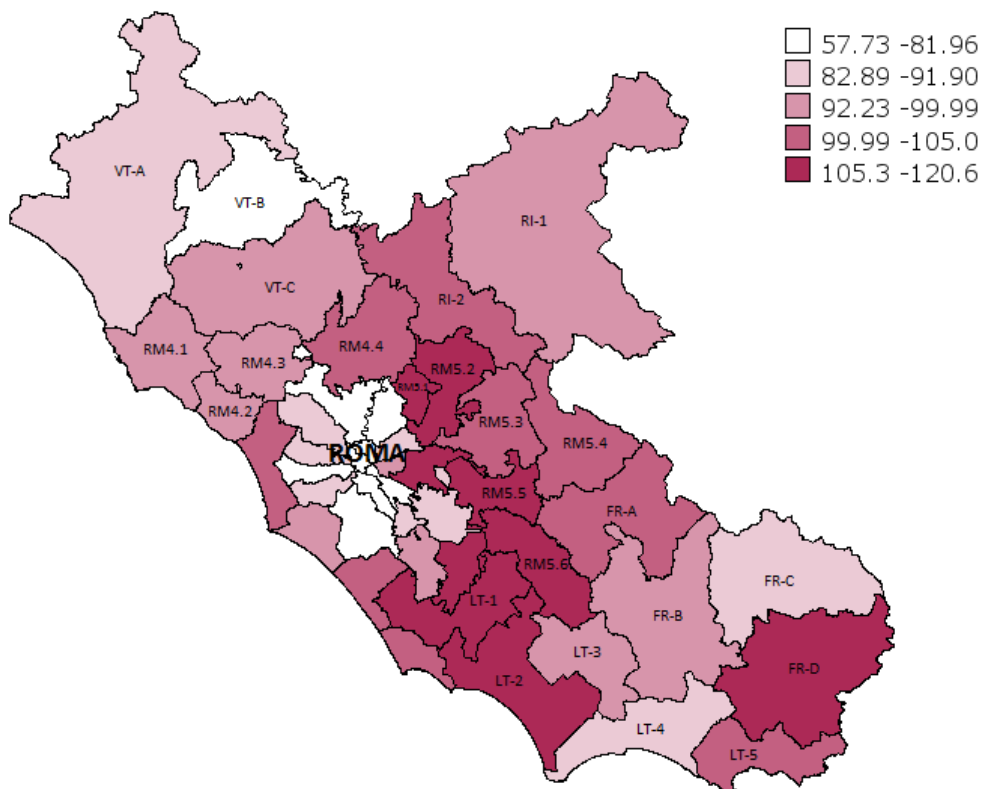 57.73 -81.96
82.89 -91.90
92.23 -99.99
99.99 -105.0
105.3 -120.6
VT-A
VT-B
RI-1
VT-C
RI-2
RM4.1
RM4.3
RM4.4
RM5.2
RM5.1
RM4.2
RM5.3
ROMA
RM5.4
RM5.5
FR-A
RM5.6
FR-C
LT-1
FR-B
LT-3
FR-D
LT-2
LT-4
LT-5